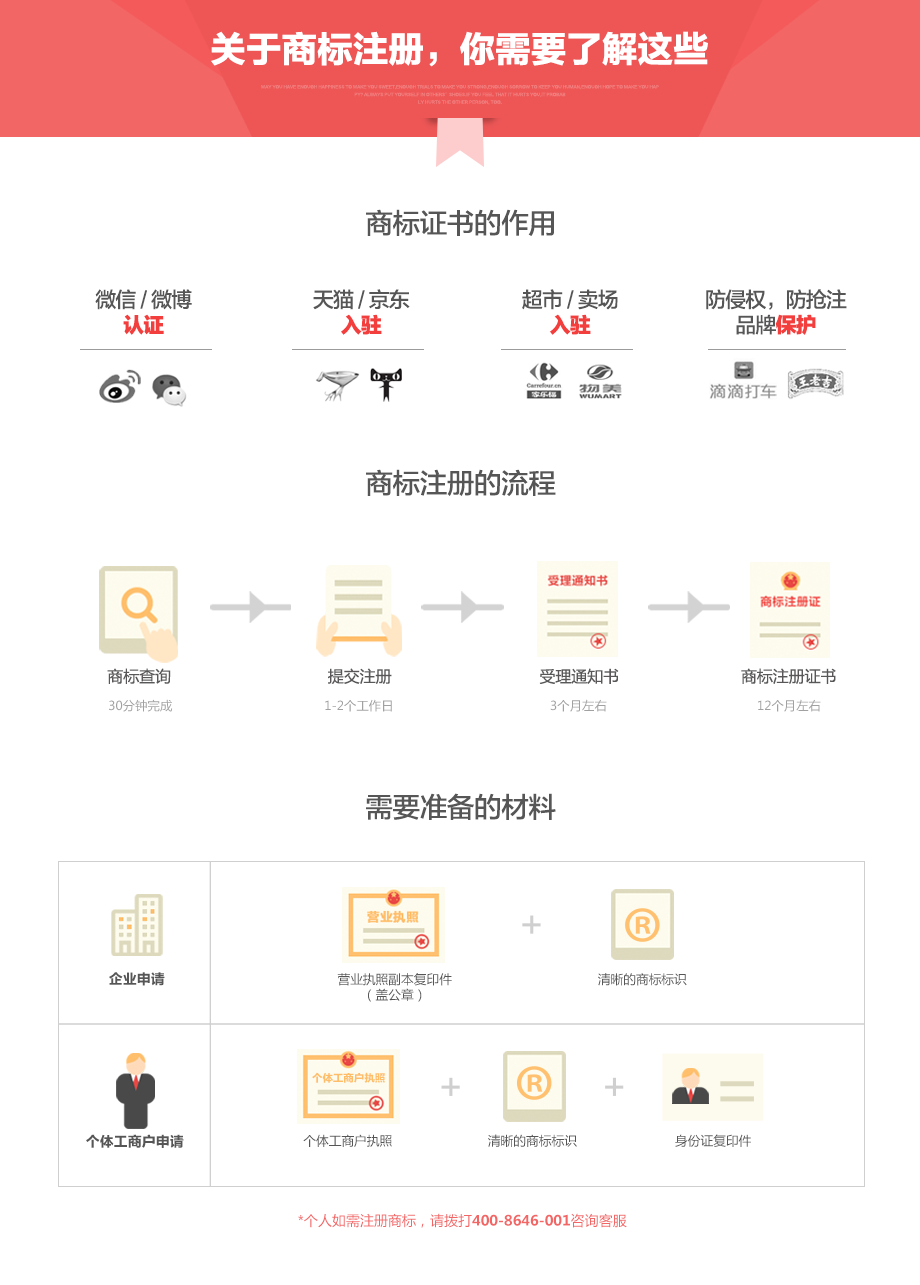 关于商标注册，你需要了解这些
商标证书的作用
微信 / 微博
认证
天猫 / 京东
入驻
超市 / 卖场
入驻
防侵权，防抢注
品牌保护
Carrefour.cn
家乐福
物美
WUMART
滴滴打车
王老吉
商标注册的流程
受理通知书
商标注册证
商标查询
30分钟完成
提交注册
1-2个工作日
受理通知书
3个月左右
商标注册证书
12个月左右
需要准备的材料
企业申请
营业执照
营业执照副本复印件
（盖公章）
+
R
清晰的商标标识
个体工商户申请
个体工商户执照
个体工商户执照
+
R
清晰的商标标识
+
身份证复印件
*个人如需注册商标，请拨打400-8646-001咨询客服